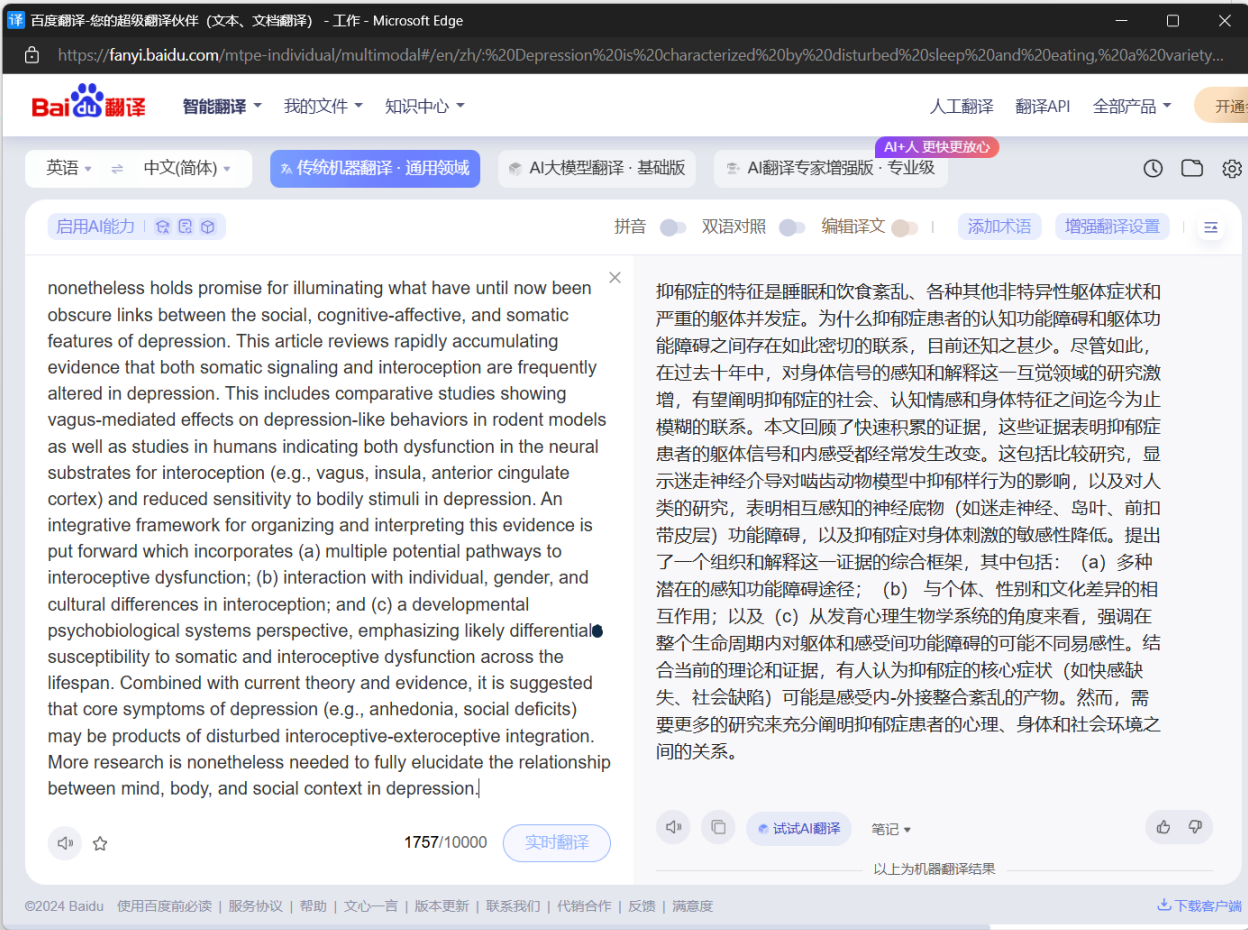 译 百度翻译-您的超级翻译伙伴（文本、文档翻译） - 工作 - Microsoft Edge
https://fanyi.baidu.com/mtpe-individual/multimodal#/en/zh/:%20Depression%20is%20characterized%20by%20disturbed%20sleep%20and%20eating,%20a%20variety...
Bai du 翻译 智能翻译 我的文件 知识中心 人工翻译 翻译API 全部产品 开通
AI+人 更快更放心
英语 中文(简体) 传统机器翻译 · 通用领域 AI大模型翻译 · 基础版 AI翻译专家增强版 · 专业级
启用AI能力 拼音 双语对照 编辑译文 添加术语 增强翻译设置
nonetheless holds promise for illuminating what have until now been
obscure links between the social, cognitive-affective, and somatic
features of depression. This article reviews rapidly accumulating
evidence that both somatic signaling and interoception are frequently
altered in depression. This includes comparative studies showing
vagus-mediated effects on depression-like behaviors in rodent models
as well as studies in humans indicating both dysfunction in the neural
substrates for interoception (e.g., vagus, insula, anterior cingulate
cortex) and reduced sensitivity to bodily stimuli in depression. An
integrative framework for organizing and interpreting this evidence is
put forward which incorporates (a) multiple potential pathways to
interoceptive dysfunction; (b) interaction with individual, gender, and
cultural differences in interoception; and (c) a developmental
psychobiological systems perspective, emphasizing likely differential
susceptibility to somatic and interoceptive dysfunction across the
lifespan. Combined with current theory and evidence, it is suggested
that core symptoms of depression (e.g., anhedonia, social deficits)
may be products of disturbed interoceptive-exteroceptive integration.
More research is nonetheless needed to fully elucidate the relationship
between mind, body, and social context in depression.
1757/10000 实时翻译
抑郁症的特征是睡眠和饮食紊乱、各种其他非特异性躯体症状和
严重的躯体并发症。为什么抑郁症患者的认知功能障碍和躯体功
能障碍之间存在如此密切的联系，目前还知之甚少。尽管如此，
在过去十年中，对身体信号的感知和解释这一互觉领域的研究激
增，有望阐明抑郁症的社会、认知情感和身体特征之间迄今为止
模糊的联系。本文回顾了快速积累的证据，这些证据表明抑郁症
患者的躯体信号和内感受都经常发生改变。这包括比较研究，显
示迷走神经介导对啮齿动物模型中抑郁样行为的影响，以及对人
类的研究，表明相互感知的神经底物（如迷走神经、岛叶、前扣
带皮层）功能障碍，以及抑郁症对身体刺激的敏感性降低。提出
了一个组织和解释这一证据的综合框架，其中包括：（a）多种
潜在的感知功能障碍途径；（b） 与个体、性别和文化差异的相
互作用；以及（c）从发育心理生物学系统的角度来看，强调在
整个生命周期内对躯体和感受间功能障碍的可能不同易感性。结
合当前的理论和证据，有人认为抑郁症的核心症状（如快感缺
失、社会缺陷）可能是感受内-外接整合紊乱的产物。然而，需
要更多的研究来充分阐明抑郁症患者的心理、身体和社会环境之
间的关系。
试试AI翻译 笔记
以上为机器翻译结果
©2024 Baidu 使用百度前必读 | 服务协议 | 帮助 | 文心一言 | 版本更新 | 联系我们 | 代销合作 | 反馈 | 满意度 下载客户端